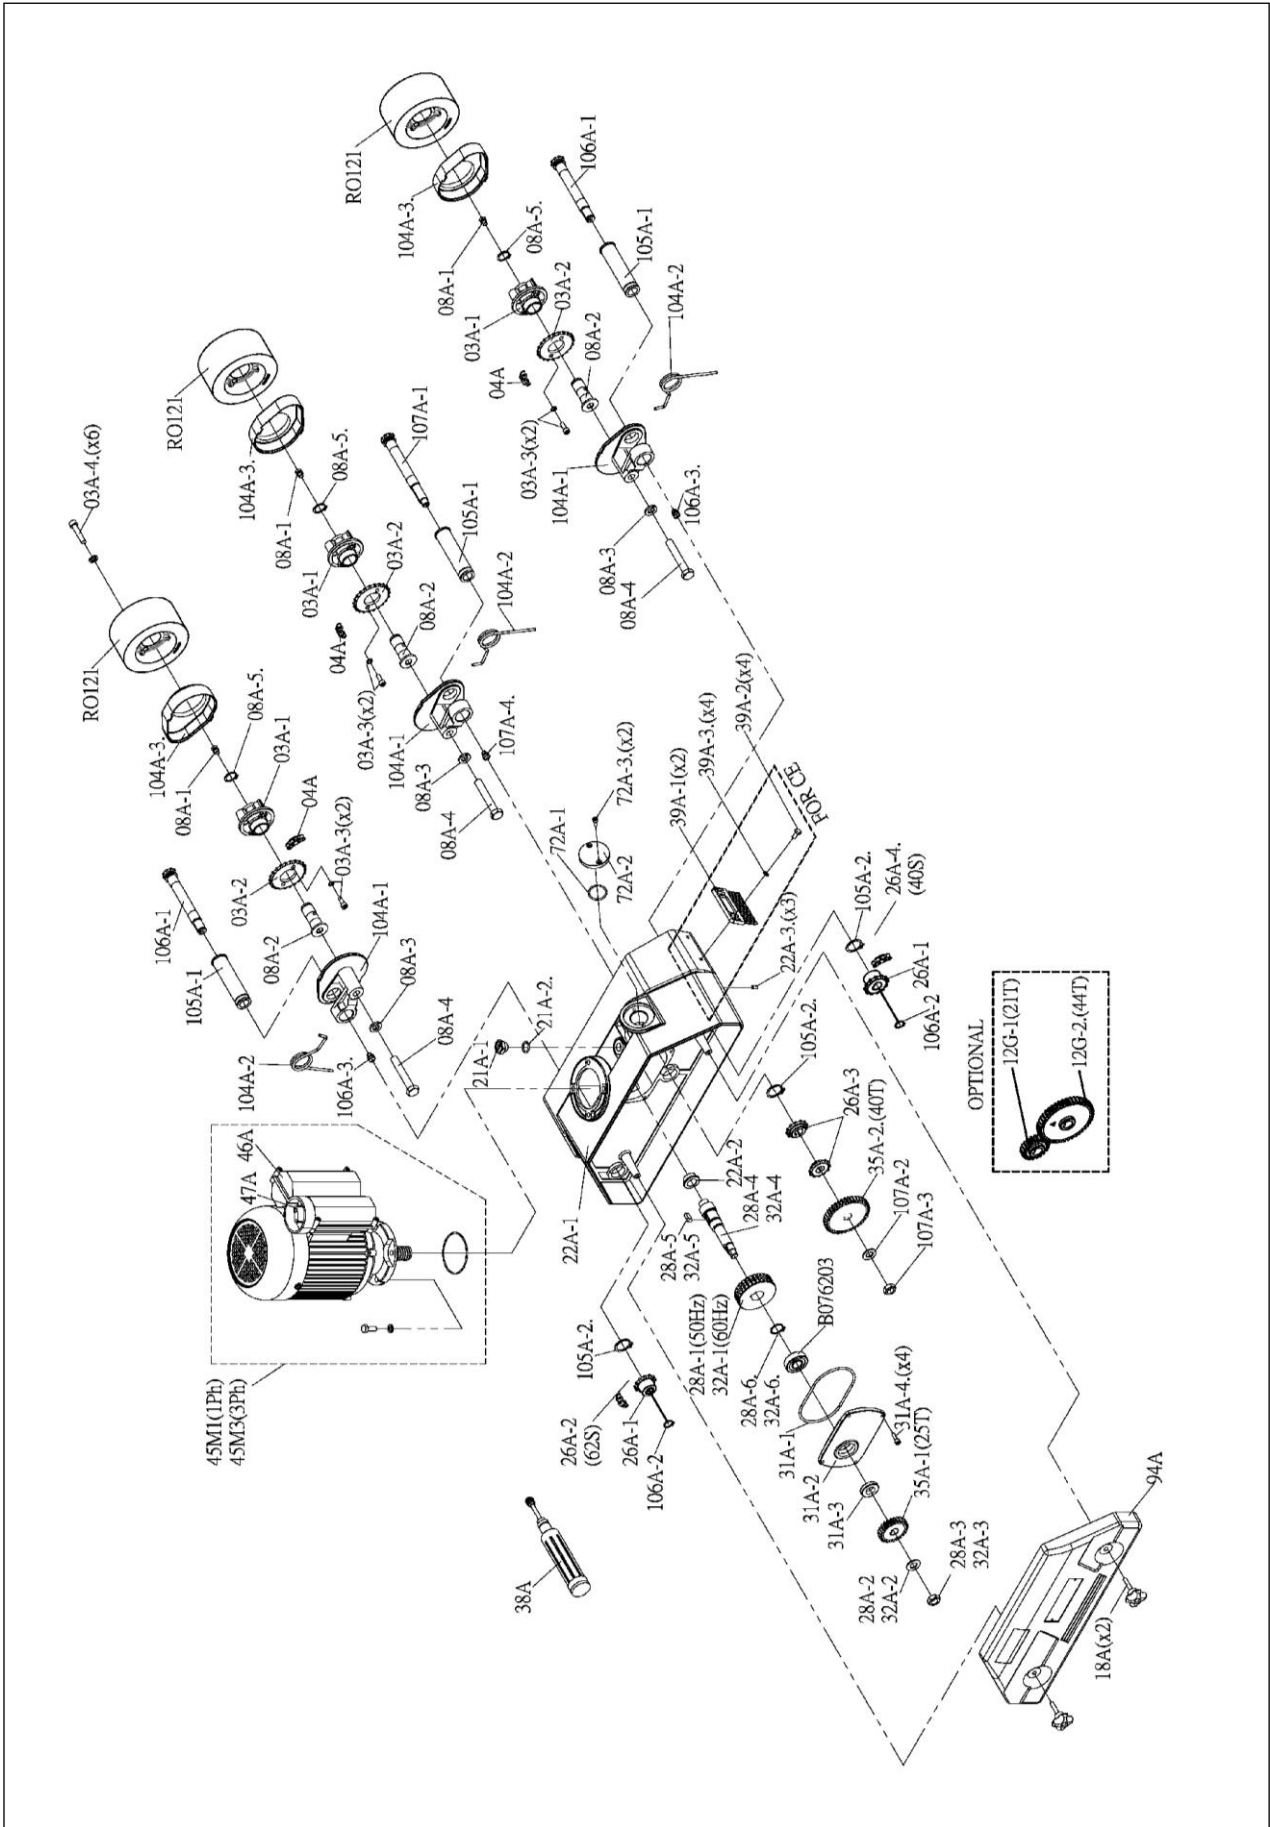 RO121
104A-3.
106A-1
08A-1
08A-5.
105A-1
03A-1
03A-2
08A-2
104A-2
04A
03A-3(x2)
104A-1
106A-3.
08A-3
08A-4
RO121
104A-3.
107A-1
08A-5.
08A-1
105A-1
03A-2
03A-1
104A-2
08A-2
04A
03A-3(x2)
104A-1
107A-4.
08A-3
08A-4
03A-4.(x6)
RO121
104A-3.
08A-5.
08A-1
03A-1
04A
03A-2
03A-3(x2)
106A-1
08A-2
104A-1
105A-1
08A-3
08A-4
104A-2
106A-3.
72A-3.(x2)
72A-1
72A-2
39A-1(x2)
39A-3.(x4)
39A-2(x4)
FOR CE
21A-2.
21A-1
22A-3.(x3)
105A-2.
26A-4.
(40S)
26A-1
106A-2
46A
47A
45M1(1Ph)
45M3(3Ph)
22A-1
22A-2
28A-4
32A-4
28A-5
32A-5
105A-2.
26A-3
35A-2.(40T)
107A-2
107A-3
OPTIONAL
12G-1(21T)
12G-2.(44T)
28A-1(50Hz)
32A-1(60Hz)
B076203
28A-6.
32A-6.
105A-2.
26A-2
(62S)
26A-1
106A-2
31A-1
31A-4.(x4)
31A-2
31A-3
35A-1(25T)
28A-2
32A-2
28A-3
32A-3
38A
94A
18A(x2)